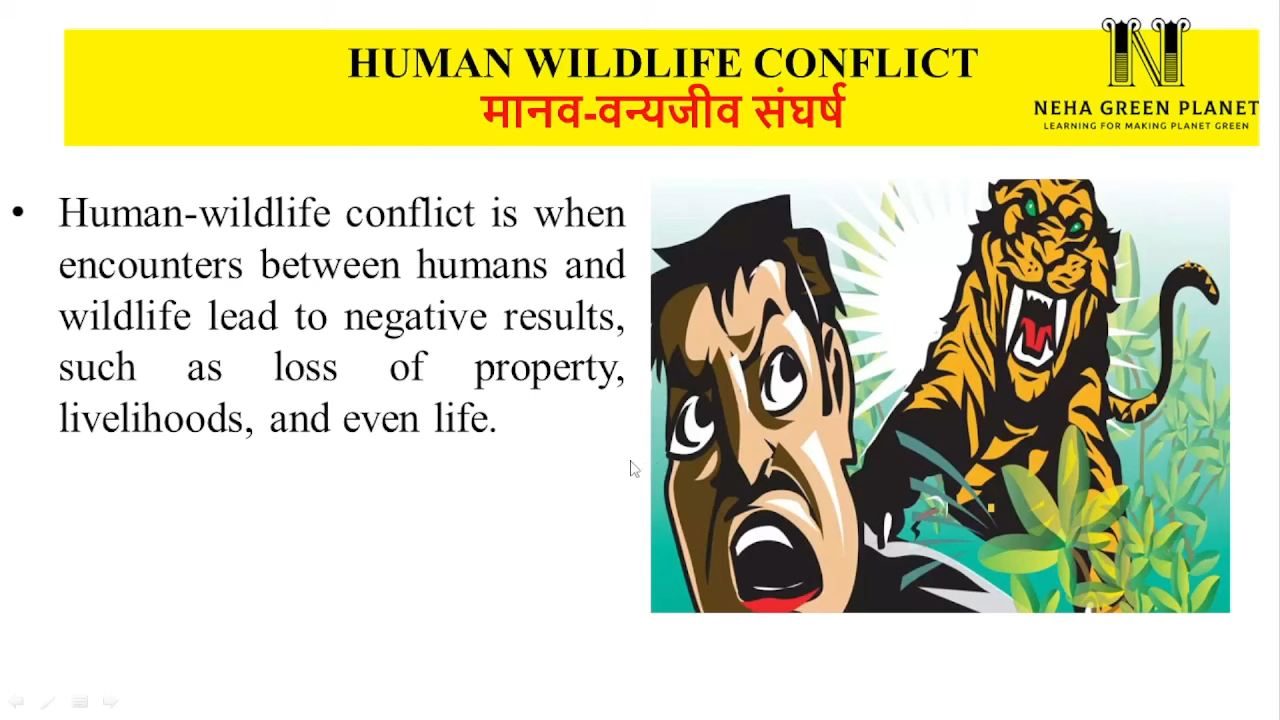 HUMAN WILDLIFE CONFLICT
मानव-वन्यजीव संघर्ष
N
NEHA GREEN PLANET
LEARNING FOR MAKING PLANET GREEN
• Human-wildlife conflict is when
encounters between humans and
wildlife lead to negative results,
such as loss of property,
livelihoods, and even life.